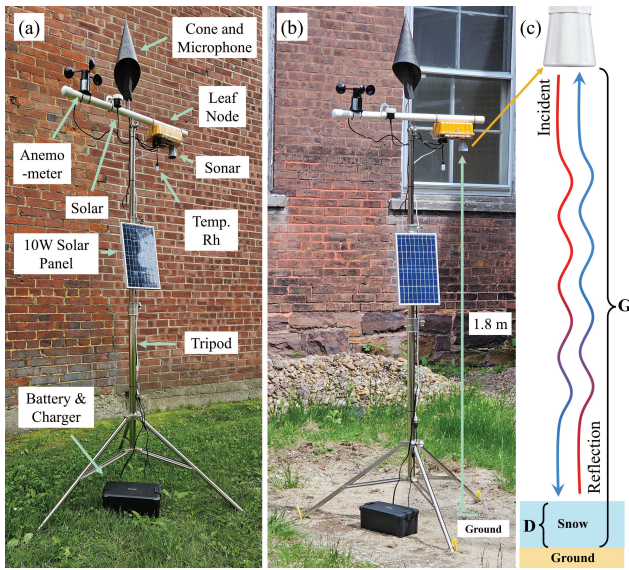 (a)
Cone and
Microphone
Leaf
Node
Anemo
-meter
Sonar
Solar
Temp.
Rh
10W Solar
Panel
Tripod
Battery &
Charger
(b)
1.8 m
Ground
(c)
Incident
Reflection
G
D
Snow
Ground